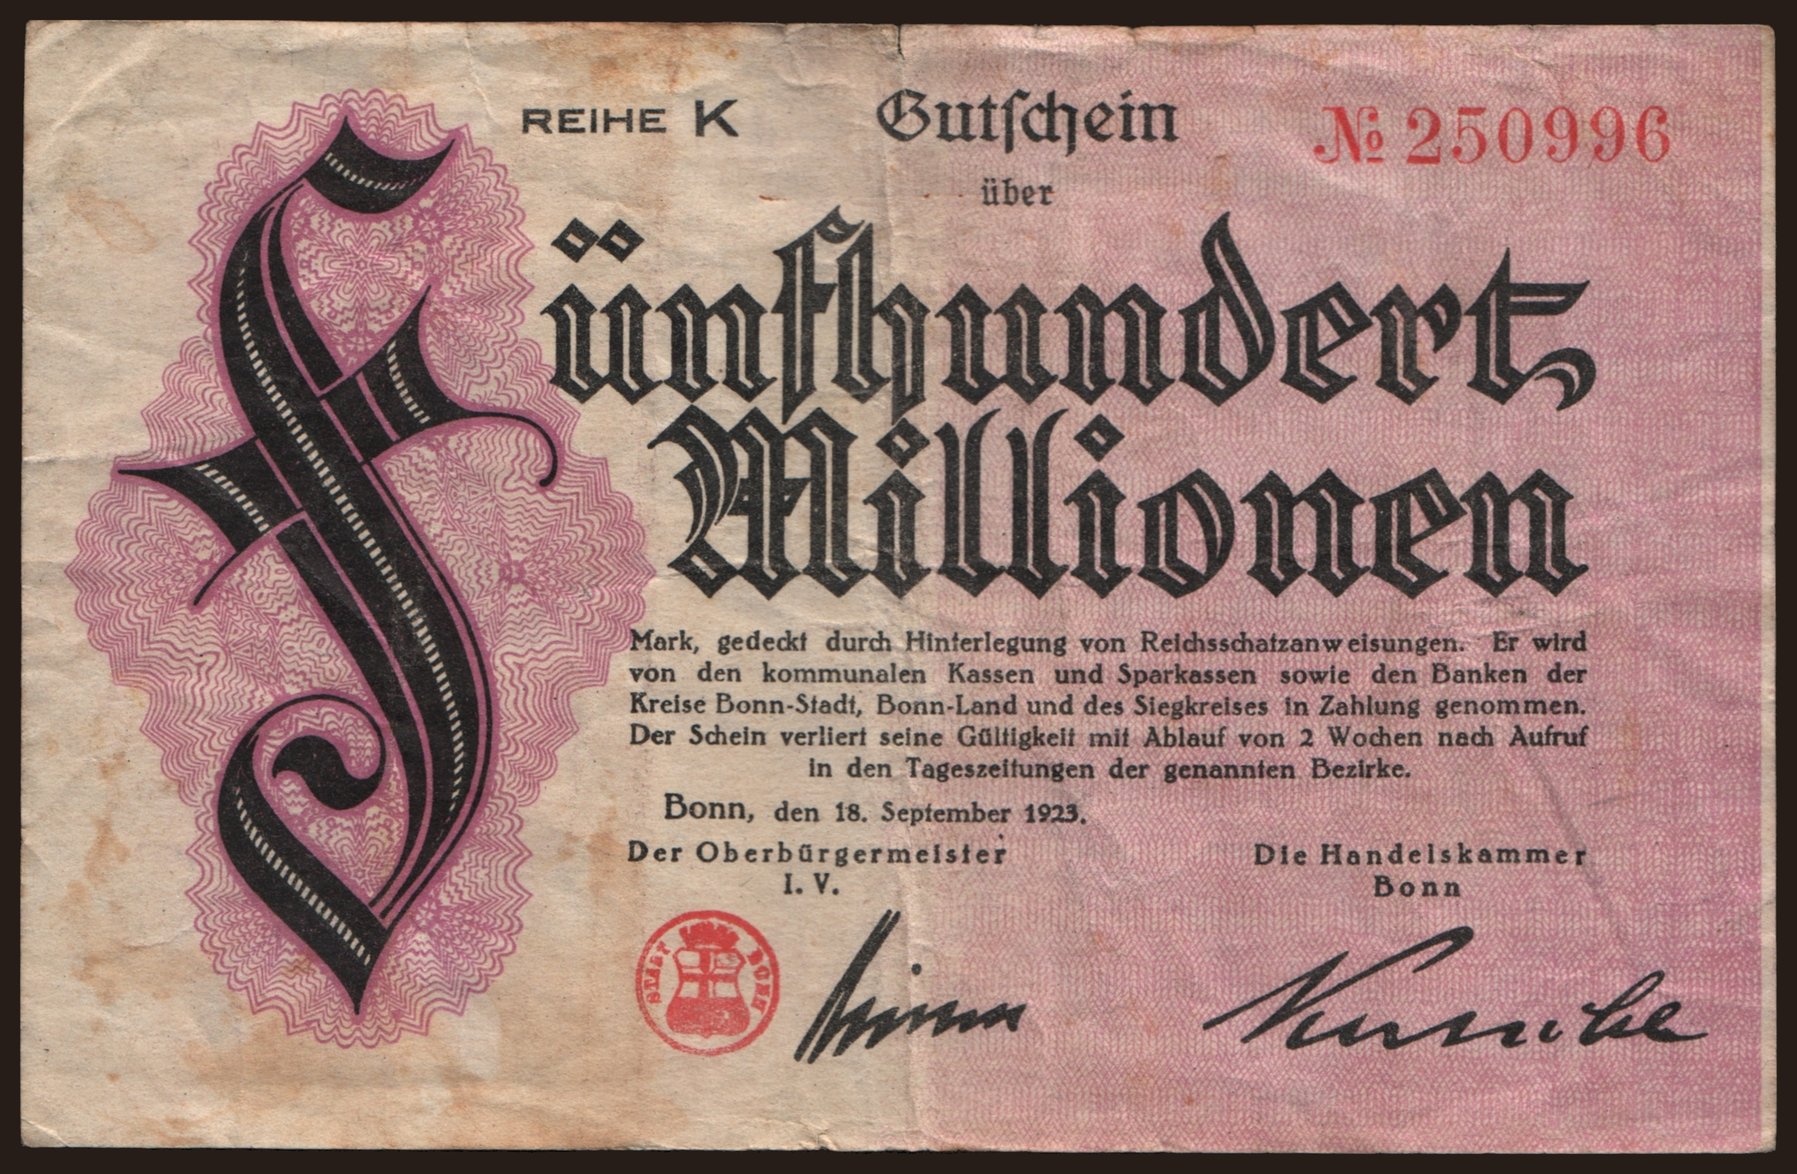 REIHE K
Gutschein
№ 250996
über
Fünfhundert
Millionen
Mark, gedeckt durch Hinterlegung von Reichsschatzanweisungen. Er wird
von den kommunalen Kassen und Sparkassen sowie den Banken der
Kreise Bonn-Stadt, Bonn-Land und des Siegkreises in Zahlung genommen.
Der Schein verliert seine Gültigkeit mit Ablauf von 2 Wochen nach Aufruf
in den Tageszeitungen der genannten Bezirke.
Bonn, den 18. September 1923.
Der Oberbürgermeister
I. V.
Die Handelskammer
Bonn
STADT BONN